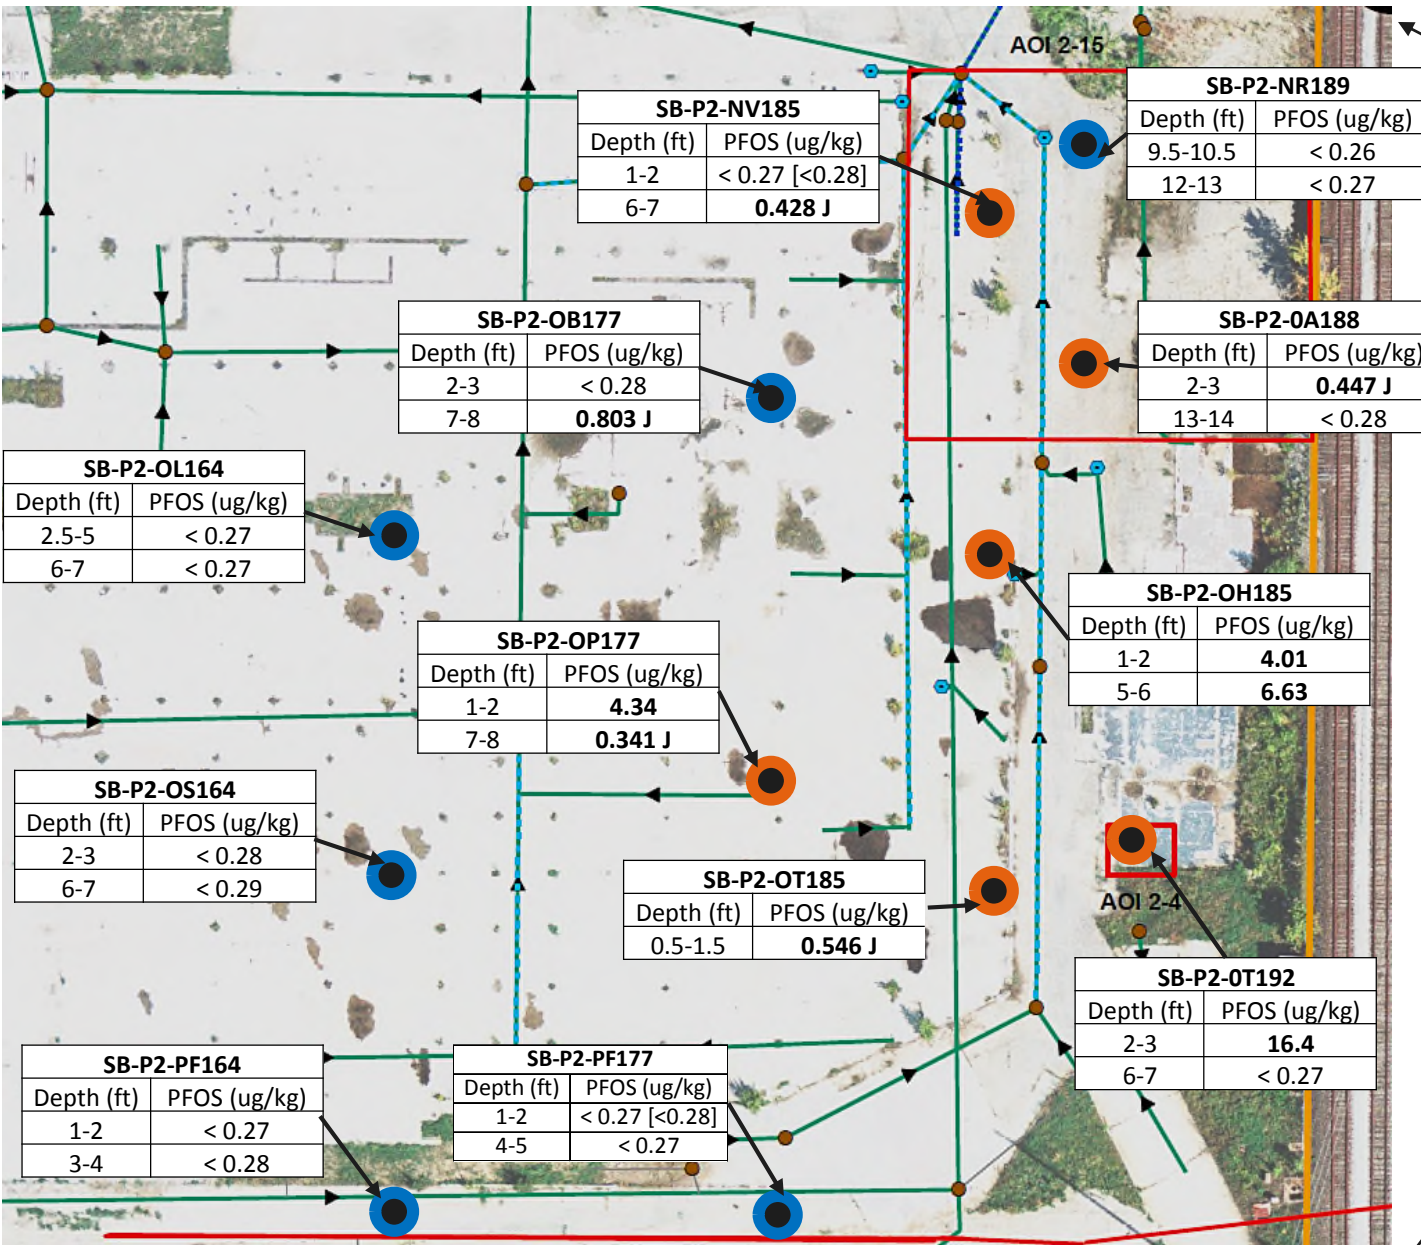 AOI 2-15
SB-P2-NV185
Depth (ft) PFOS (ug/kg)
1-2 < 0.27 [<0.28]
6-7 0.428 J
SB-P2-NR189
Depth (ft) PFOS (ug/kg)
9.5-10.5 < 0.26
12-13 < 0.27
SB-P2-OB177
Depth (ft) PFOS (ug/kg)
2-3 < 0.28
7-8 0.803 J
SB-P2-0A188
Depth (ft) PFOS (ug/kg)
2-3 0.447 J
13-14 < 0.28
SB-P2-OL164
Depth (ft) PFOS (ug/kg)
2.5-5 < 0.27
6-7 < 0.27
SB-P2-OH185
Depth (ft) PFOS (ug/kg)
1-2 4.01
5-6 6.63
SB-P2-OP177
Depth (ft) PFOS (ug/kg)
1-2 4.34
7-8 0.341 J
SB-P2-OS164
Depth (ft) PFOS (ug/kg)
2-3 < 0.28
6-7 < 0.29
SB-P2-OT185
Depth (ft) PFOS (ug/kg)
0.5-1.5 0.546 J
AOI 2-4
SB-P2-0T192
Depth (ft) PFOS (ug/kg)
2-3 16.4
6-7 < 0.27
SB-P2-PF164
Depth (ft) PFOS (ug/kg)
1-2 < 0.27
3-4 < 0.28
SB-P2-PF177
Depth (ft) PFOS (ug/kg)
1-2 < 0.27 [<0.28]
4-5 < 0.27